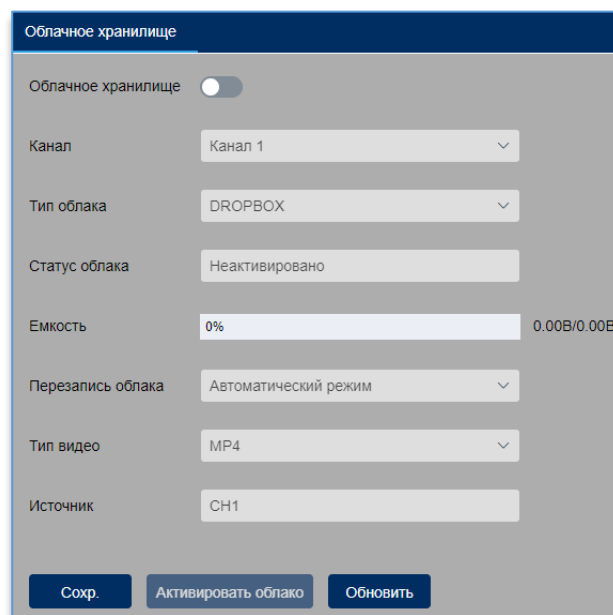 Облачное хранилище
Облачное хранилище
Канал Канал 1
Тип облака DROPBOX
Статус облака Неактивировано
Емкость 0% 0.00B/0.00B
Перезапись облака Автоматический режим
Тип видео MP4
Источник CH1
Сохр. Активировать облако Обновить